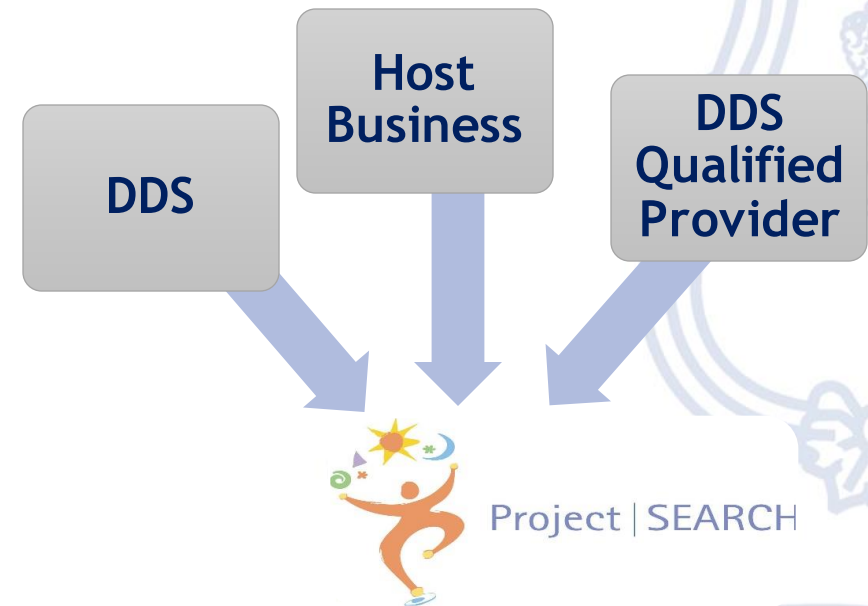 DDS
Host
Business
DDS
Qualified
Provider
Project | SEARCH